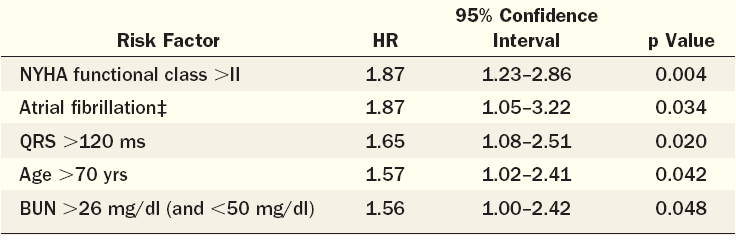 95% Confidence
Risk Factor HR Interval p Value
NYHA functional class >II 1.87 1.23–2.86 0.004
Atrial fibrillation‡ 1.87 1.05–3.22 0.034
QRS >120 ms 1.65 1.08–2.51 0.020
Age >70 yrs 1.57 1.02–2.41 0.042
BUN >26 mg/dl (and <50 mg/dl) 1.56 1.00–2.42 0.048